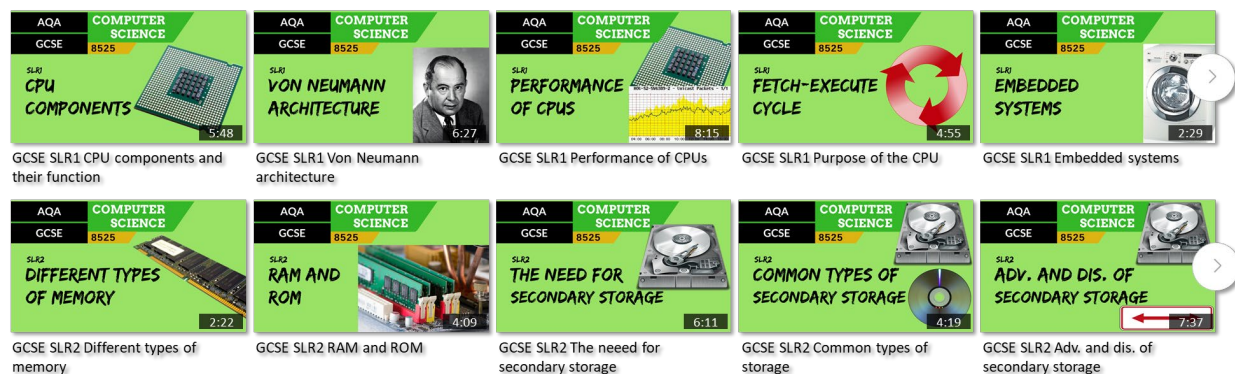 AQA
COMPUTER
SCIENCE
GCSE
8525
SLR1
CPU
COMPONENTS
5:48
GCSE SLR1 CPU components and
their function
AQA
COMPUTER
SCIENCE
GCSE
8525
SLR1
VON NEUMANN
ARCHITECTURE
6:27
GCSE SLR1 Von Neumann
architecture
AQA
COMPUTER
SCIENCE
GCSE
8525
SLR1
PERFORMANCE
OF CPUS
8:15
GCSE SLR1 Performance of CPUs
AQA
COMPUTER
SCIENCE
GCSE
8525
SLR1
FETCH-EXECUTE
CYCLE
4:55
GCSE SLR1 Purpose of the CPU
AQA
COMPUTER
SCIENCE
GCSE
8525
SLR1
EMBEDDED
SYSTEMS
2:29
GCSE SLR1 Embedded systems
AQA
COMPUTER
SCIENCE
GCSE
8525
SLR2
DIFFERENT TYPES
OF MEMORY
2:22
GCSE SLR2 Different types of
memory
AQA
COMPUTER
SCIENCE
GCSE
8525
SLR2
RAM AND
ROM
4:09
GCSE SLR2 RAM and ROM
AQA
COMPUTER
SCIENCE
GCSE
8525
SLR2
THE NEED FOR
SECONDARY STORAGE
6:11
GCSE SLR2 The neeed for
secondary storage
AQA
COMPUTER
SCIENCE
GCSE
8525
SLR2
COMMON TYPES OF
SECONDARY STORAGE
4:19
GCSE SLR2 Common types of
storage
AQA
COMPUTER
SCIENCE
GCSE
8525
SLR2
ADV. AND DIS. OF
SECONDARY STORAGE
7:37
GCSE SLR2 Adv. and dis. of
secondary storage